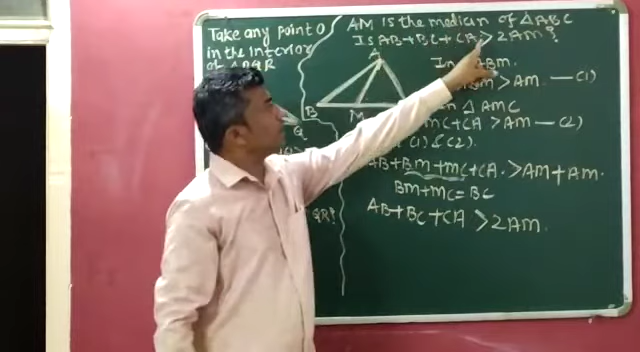 Take any point O
in the interior
of △PQR
Q
QR?
AM is the median of △ABC
Is AB+BC+CA>2AM?
A
B
M
In ABM.
BM>AM. —(1)
In △AMC
MC+CA >AM—(2)
(1) & (2).
AB+BM+MC+CA. >AM+AM.
BM+MC=BC
AB+BC+CA >2AM.